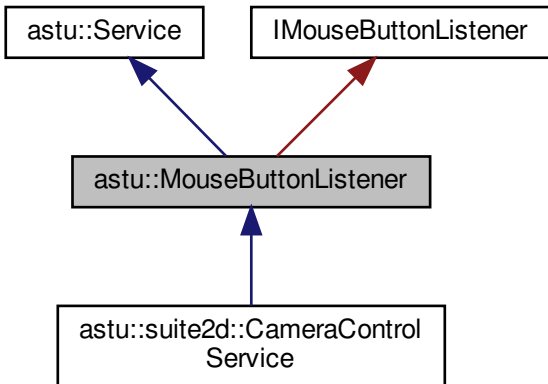 astu::Service
IMouseButtonListener
astu::MouseButtonListener
astu::suite2d::CameraControl
Service